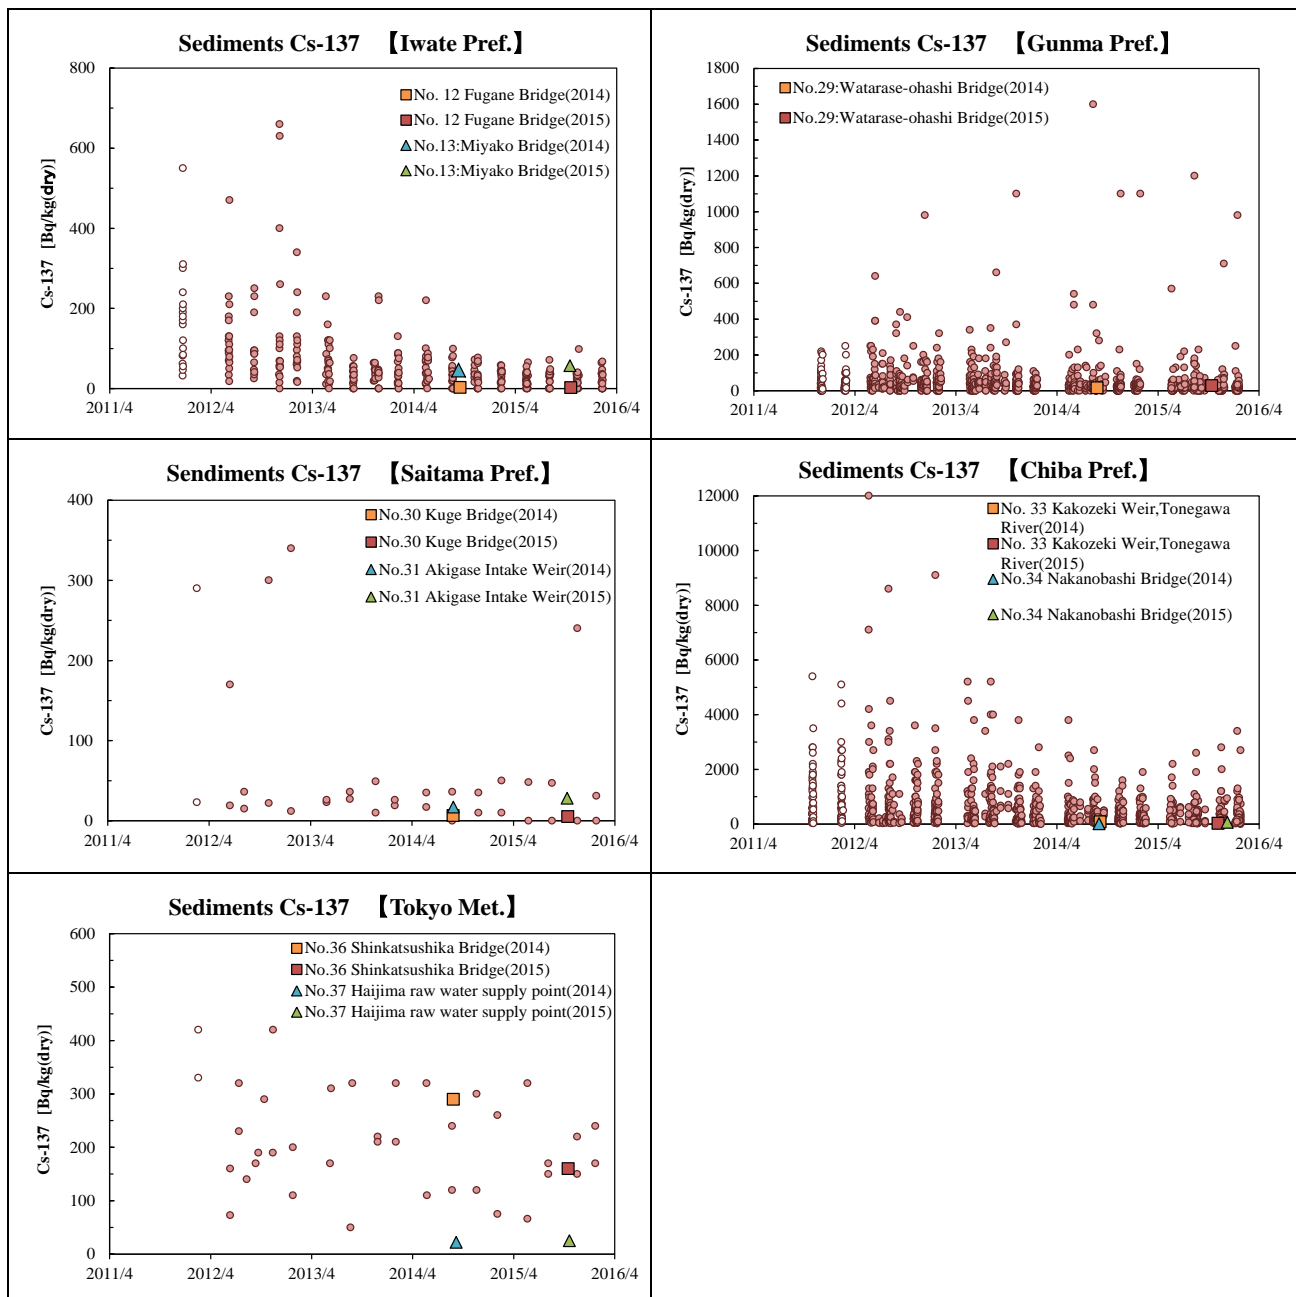 Sediments Cs-137 【Iwate Pref.】
800
600
400
200
0
Cs-137 [Bq/kg(dry)]
No. 12 Fugane Bridge(2014)
No. 12 Fugane Bridge(2015)
No.13:Miyako Bridge(2014)
No.13:Miyako Bridge(2015)
2011/4 2012/4 2013/4 2014/4 2015/4 2016/4
Sediments Cs-137 【Gunma Pref.】
1800
1600
1400
1200
1000
800
600
400
200
0
Cs-137 [Bq/kg(dry)]
No.29:Watarase-ohashi Bridge(2014)
No.29:Watarase-ohashi Bridge(2015)
2011/4 2012/4 2013/4 2014/4 2015/4 2016/4
Sendiments Cs-137 【Saitama Pref.】
400
300
200
100
0
Cs-137 [Bq/kg(dry)]
No.30 Kuge Bridge(2014)
No.30 Kuge Bridge(2015)
No.31 Akigase Intake Weir(2014)
No.31 Akigase Intake Weir(2015)
2011/4 2012/4 2013/4 2014/4 2015/4 2016/4
Sediments Cs-137 【Chiba Pref.】
12000
10000
8000
6000
4000
2000
0
Cs-137 [Bq/kg(dry)]
No. 33 Kakozeki Weir,Tonegawa
River(2014)
No. 33 Kakozeki Weir,Tonegawa
River(2015)
No.34 Nakanobashi Bridge(2014)
No.34 Nakanobashi Bridge(2015)
2011/4 2012/4 2013/4 2014/4 2015/4 2016/4
Sediments Cs-137 【Tokyo Met.】
600
500
400
300
200
100
0
Cs-137 [Bq/kg(dry)]
No.36 Shinkatsushika Bridge(2014)
No.36 Shinkatsushika Bridge(2015)
No.37 Haijima raw water supply point(2014)
No.37 Haijima raw water supply point(2015)
2011/4 2012/4 2013/4 2014/4 2015/4 2016/4